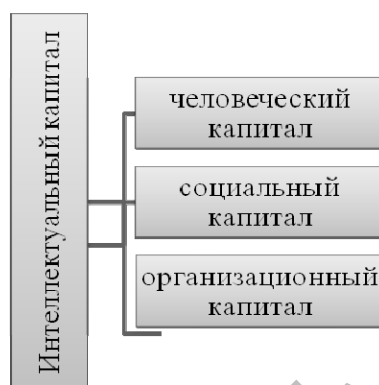 Интеллектуальный капитал
человеческий
капитал
социальный
капитал
организационный
капитал